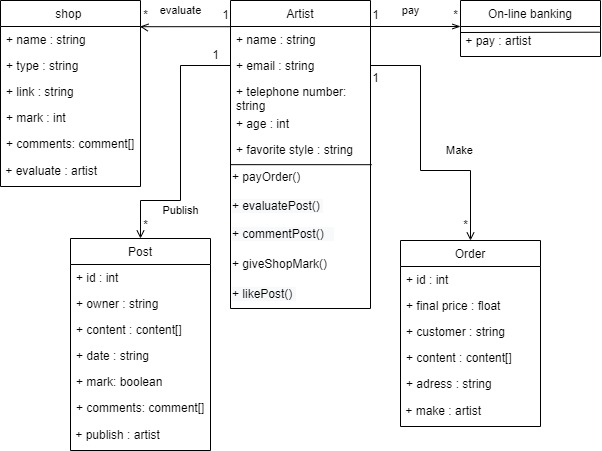 shop
+ name : string
+ type : string
+ link : string
+ mark : int
+ comments: comment[]
+ evaluate : artist
* evaluate 1
Artist
+ name : string
+ email : string
+ telephone number:
string
+ age : int
+ favorite style : string
+ payOrder()
+ evaluatePost()
+ commentPost()
+ giveShopMark()
+ likePost()
1 pay *
On-line banking
+ pay : artist
1
Publish
*
Post
+ id : int
+ owner : string
+ content : content[]
+ date : string
+ mark: boolean
+ comments: comment[]
+ publish : artist
1
Make
*
Order
+ id : int
+ final price : float
+ customer : string
+ content : content[]
+ adress : string
+ make : artist